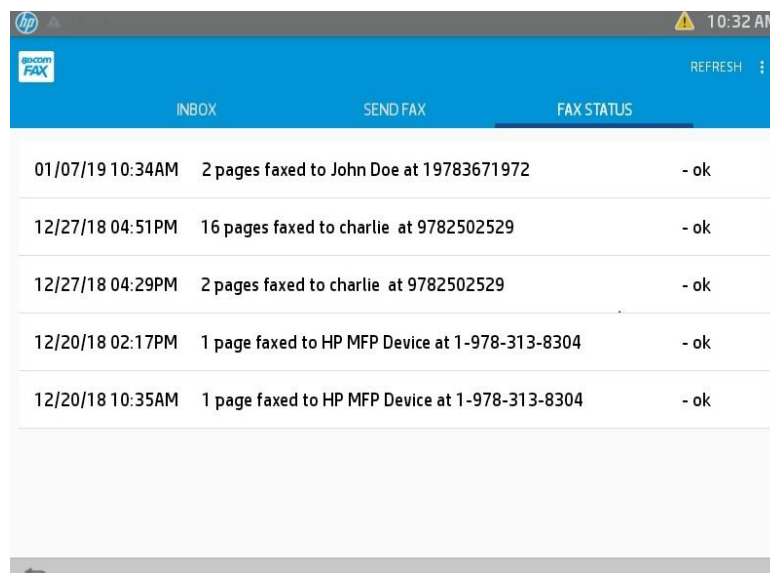 hp
10:32 AM
gocom
FAX
REFRESH
INBOX SEND FAX FAX STATUS
01/07/19 10:34AM 2 pages faxed to John Doe at 19783671972 - ok
12/27/18 04:51PM 16 pages faxed to charlie at 9782502529 - ok
12/27/18 04:29PM 2 pages faxed to charlie at 9782502529 - ok
12/20/18 02:17PM 1 page faxed to HP MFP Device at 1-978-313-8304 - ok
12/20/18 10:35AM 1 page faxed to HP MFP Device at 1-978-313-8304 - ok